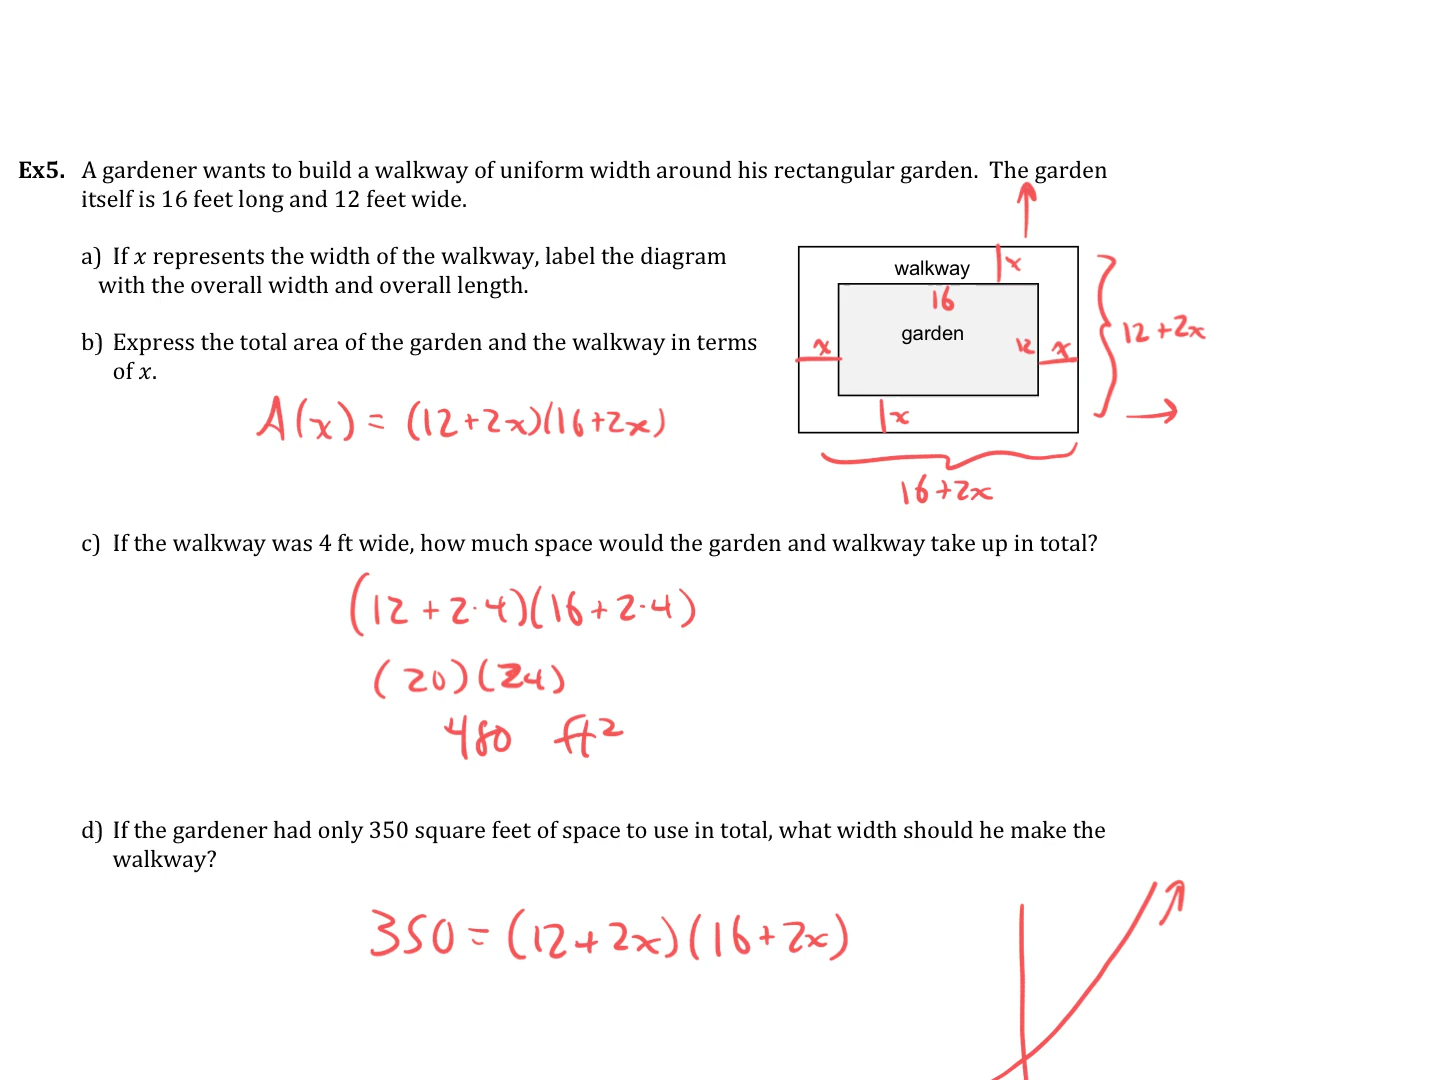 Ex5. A gardener wants to build a walkway of uniform width around his rectangular garden. The garden
itself is 16 feet long and 12 feet wide.
a) If x represents the width of the walkway, label the diagram
with the overall width and overall length.
b) Express the total area of the garden and the walkway in terms
of x.
A(x) = (12+2x)(16+2x)
walkway
x
16
garden
x
12
x
12+2x
x
16+2x
c) If the walkway was 4 ft wide, how much space would the garden and walkway take up in total?
(12+2·4)(16+2·4)
(20)(24)
480 ft²
d) If the gardener had only 350 square feet of space to use in total, what width should he make the
walkway?
350=(12+2x)(16+2x)